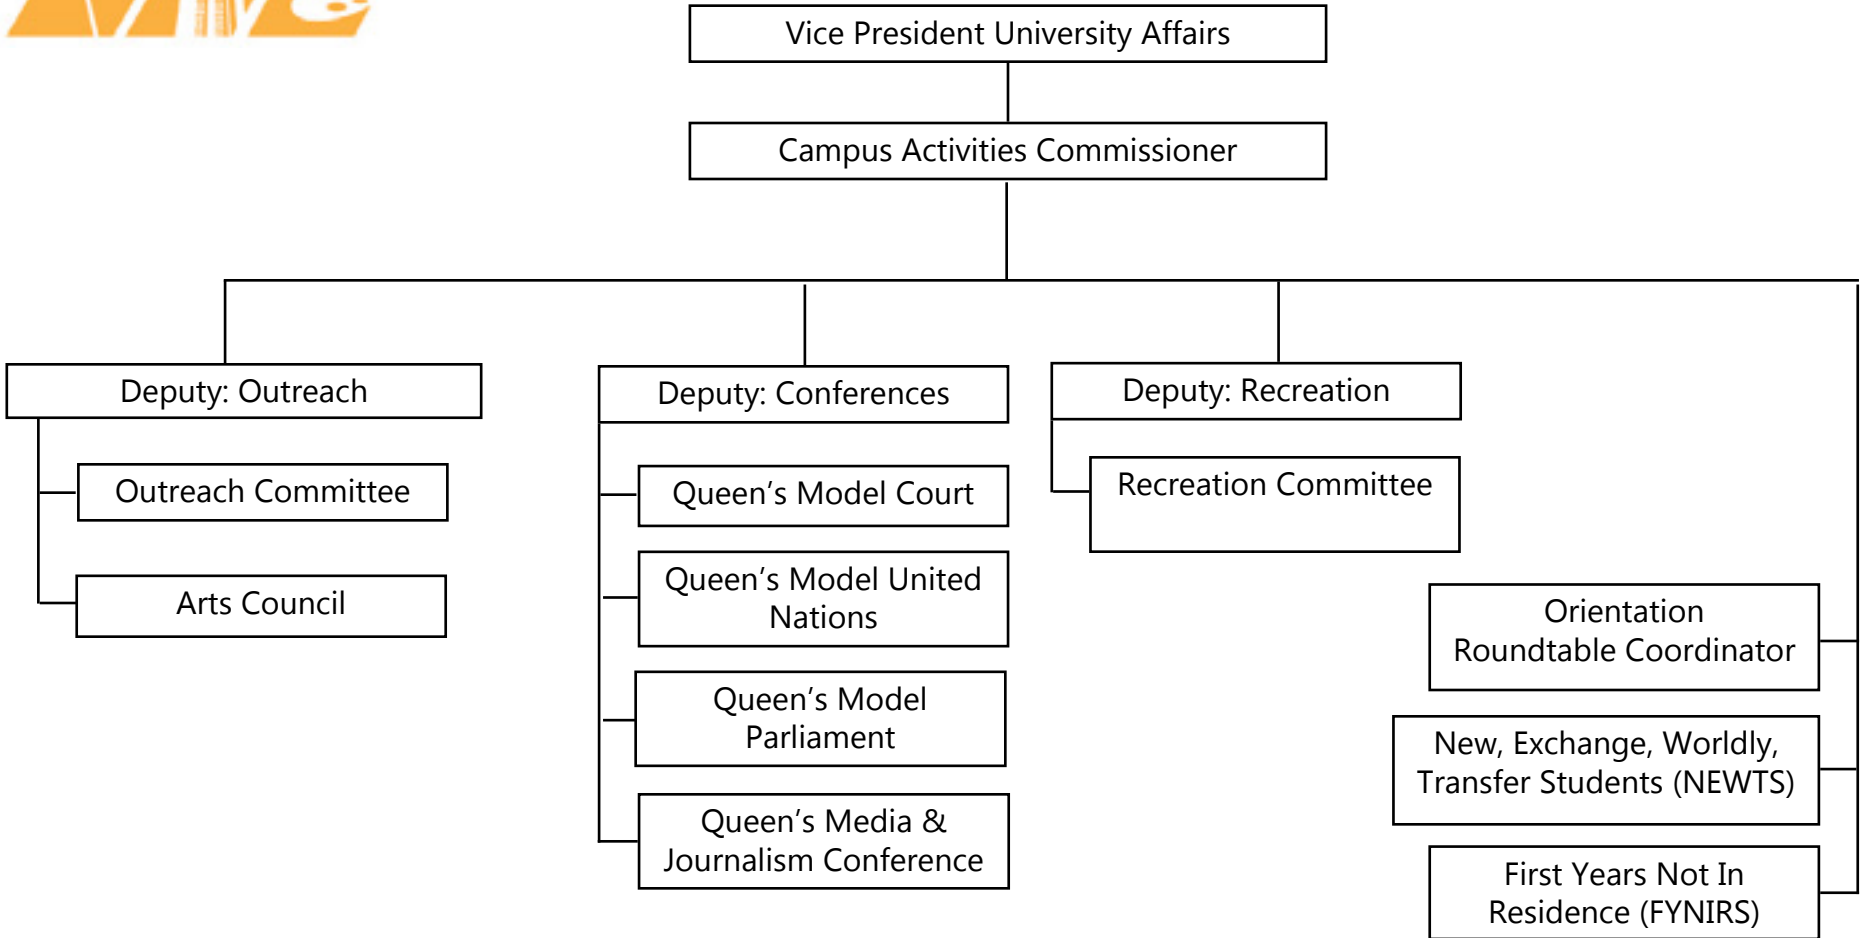 Vice President University Affairs
Campus Activities Commissioner
Deputy: Outreach
Outreach Committee
Arts Council
Deputy: Conferences
Queen’s Model Court
Queen’s Model United
Nations
Queen’s Model
Parliament
Queen’s Media &
Journalism Conference
Deputy: Recreation
Recreation Committee
Orientation
Roundtable Coordinator
New, Exchange, Worldly,
Transfer Students (NEWTS)
First Years Not In
Residence (FYNIRS)